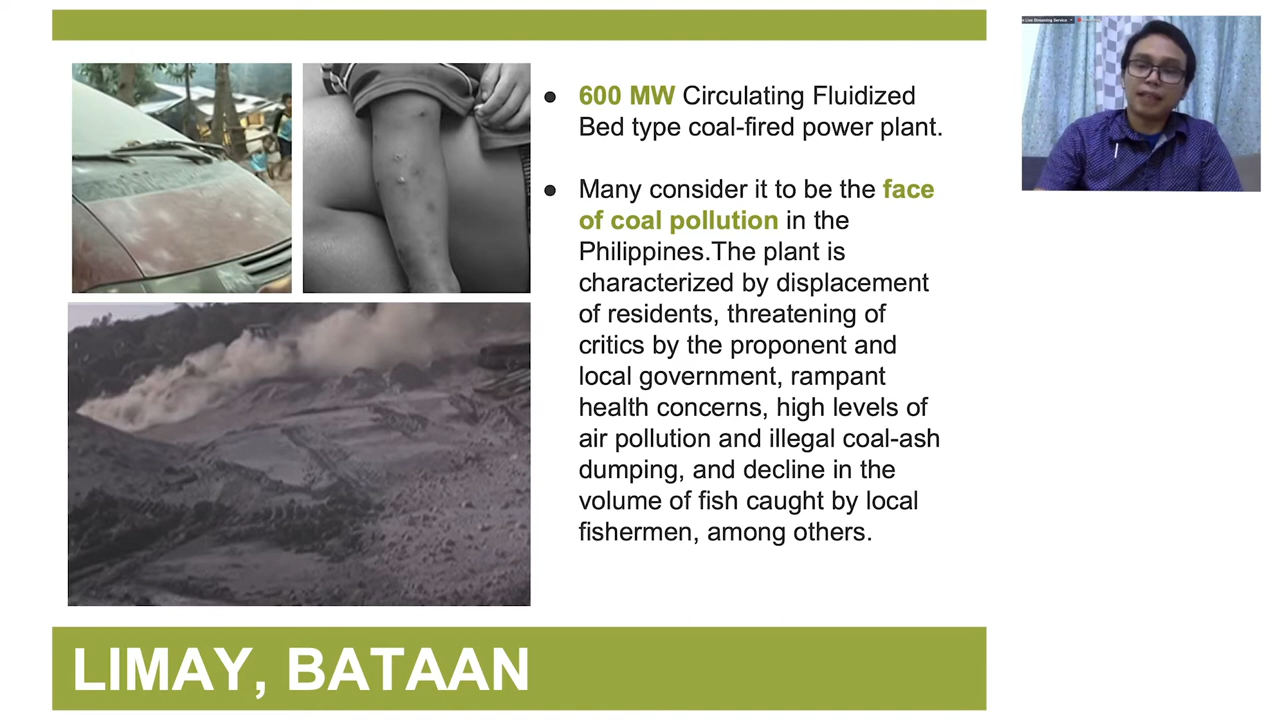 ● 600 MW Circulating Fluidized
Bed type coal-fired power plant.
● Many consider it to be the face
of coal pollution in the
Philippines.The plant is
characterized by displacement
of residents, threatening of
critics by the proponent and
local government, rampant
health concerns, high levels of
air pollution and illegal coal-ash
dumping, and decline in the
volume of fish caught by local
fishermen, among others.
LIMAY, BATAAN
Live Streaming Service